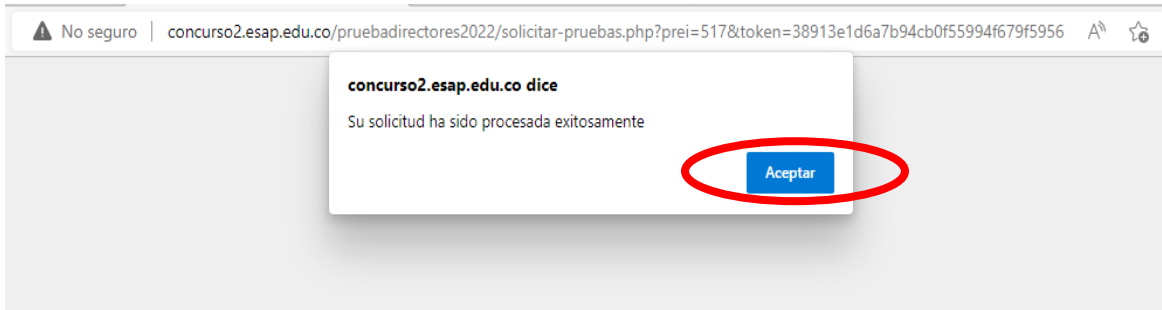 No seguro | concurso2.esap.edu.co/pruebadirectores2022/solicitar-pruebas.php?prei=517&token=38913e1d6a7b94cb0f55994f679f5956
concurso2.esap.edu.co dice
Su solicitud ha sido procesada exitosamente
Aceptar